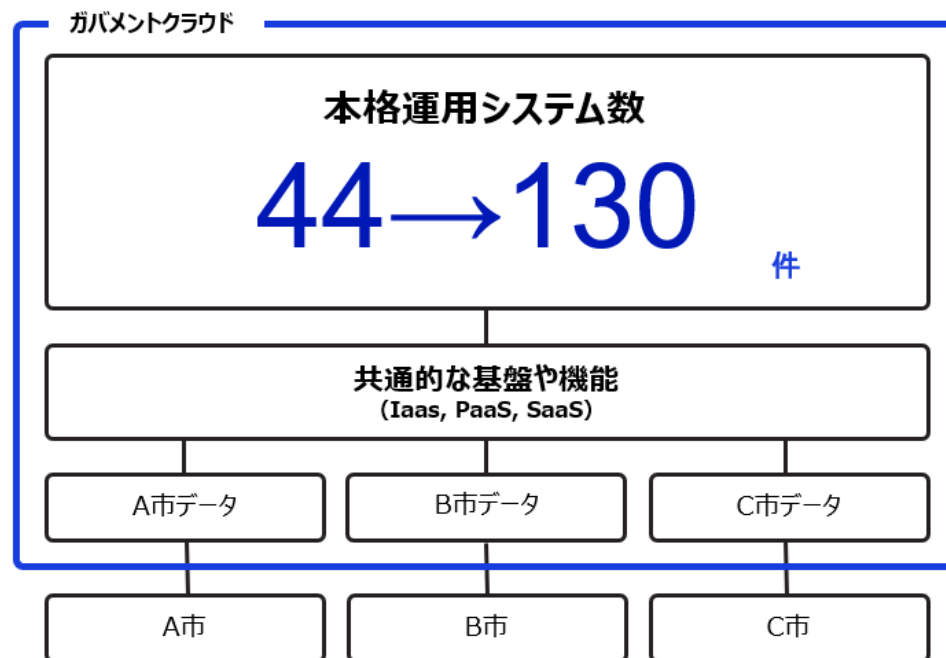 ガバメントクラウド
本格運用システム数
44→130
件
共通的な基盤や機能
（Iaas, PaaS, SaaS）
A市データ
B市データ
C市データ
A市
B市
C市